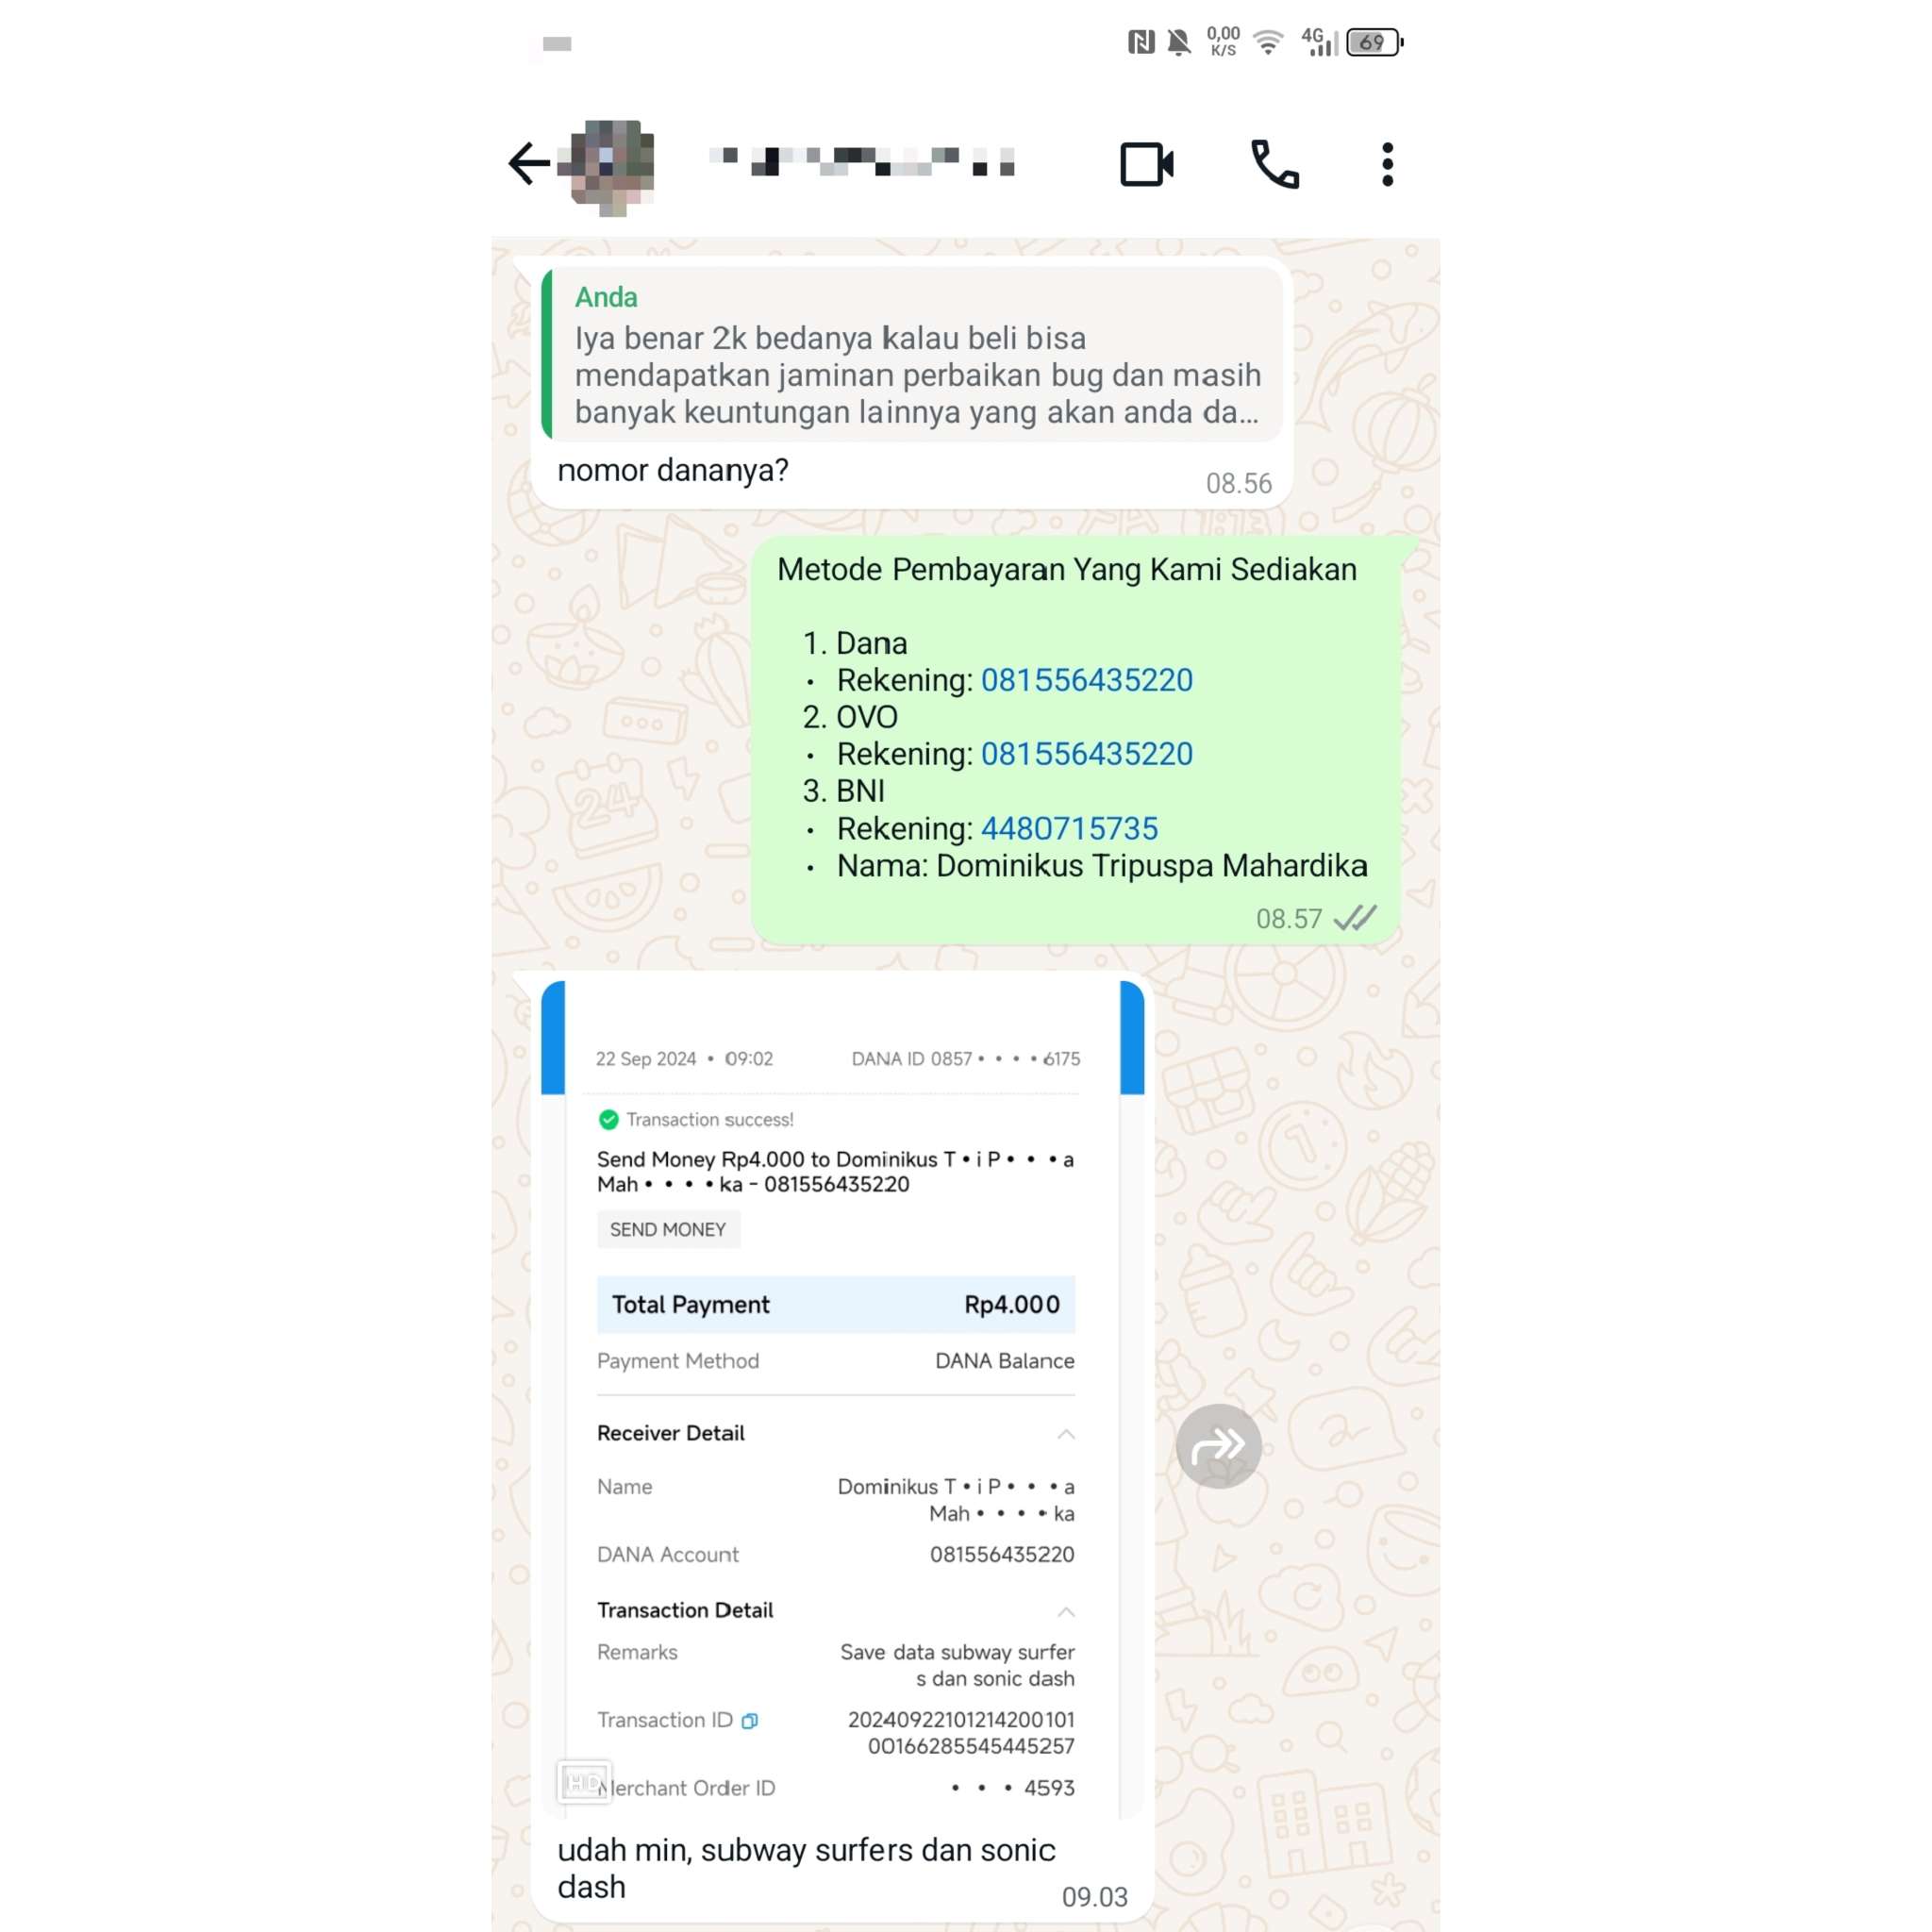 0,00
K/S
4G
69
Anda
Iya benar 2k bedanya kalau beli bisa
mendapatkan jaminan perbaikan bug dan masih
banyak keuntungan lainnya yang akan anda da...
nomor dananya?
08.56
Metode Pembayaran Yang Kami Sediakan
1. Dana
• Rekening: 081556435220
2. OVO
• Rekening: 081556435220
3. BNI
• Rekening: 4480715735
• Nama: Dominikus Tripuspa Mahardika
08.57
22 Sep 2024 • 09:02 DANA ID 0857 • • • • 6175
Transaction success!
Send Money Rp4.000 to Dominikus T • i P • • • a
Mah • • • • ka - 081556435220
SEND MONEY
Total Payment Rp4.000
Payment Method DANA Balance
Receiver Detail
Name Dominikus T • i P • • • a
Mah • • • • ka
DANA Account 081556435220
Transaction Detail
Remarks Save data subway surfer
s dan sonic dash
Transaction ID 20240922101214200101
00166285545445257
Merchant Order ID • • • 4593
HD
udah min, subway surfers dan sonic
dash
09.03